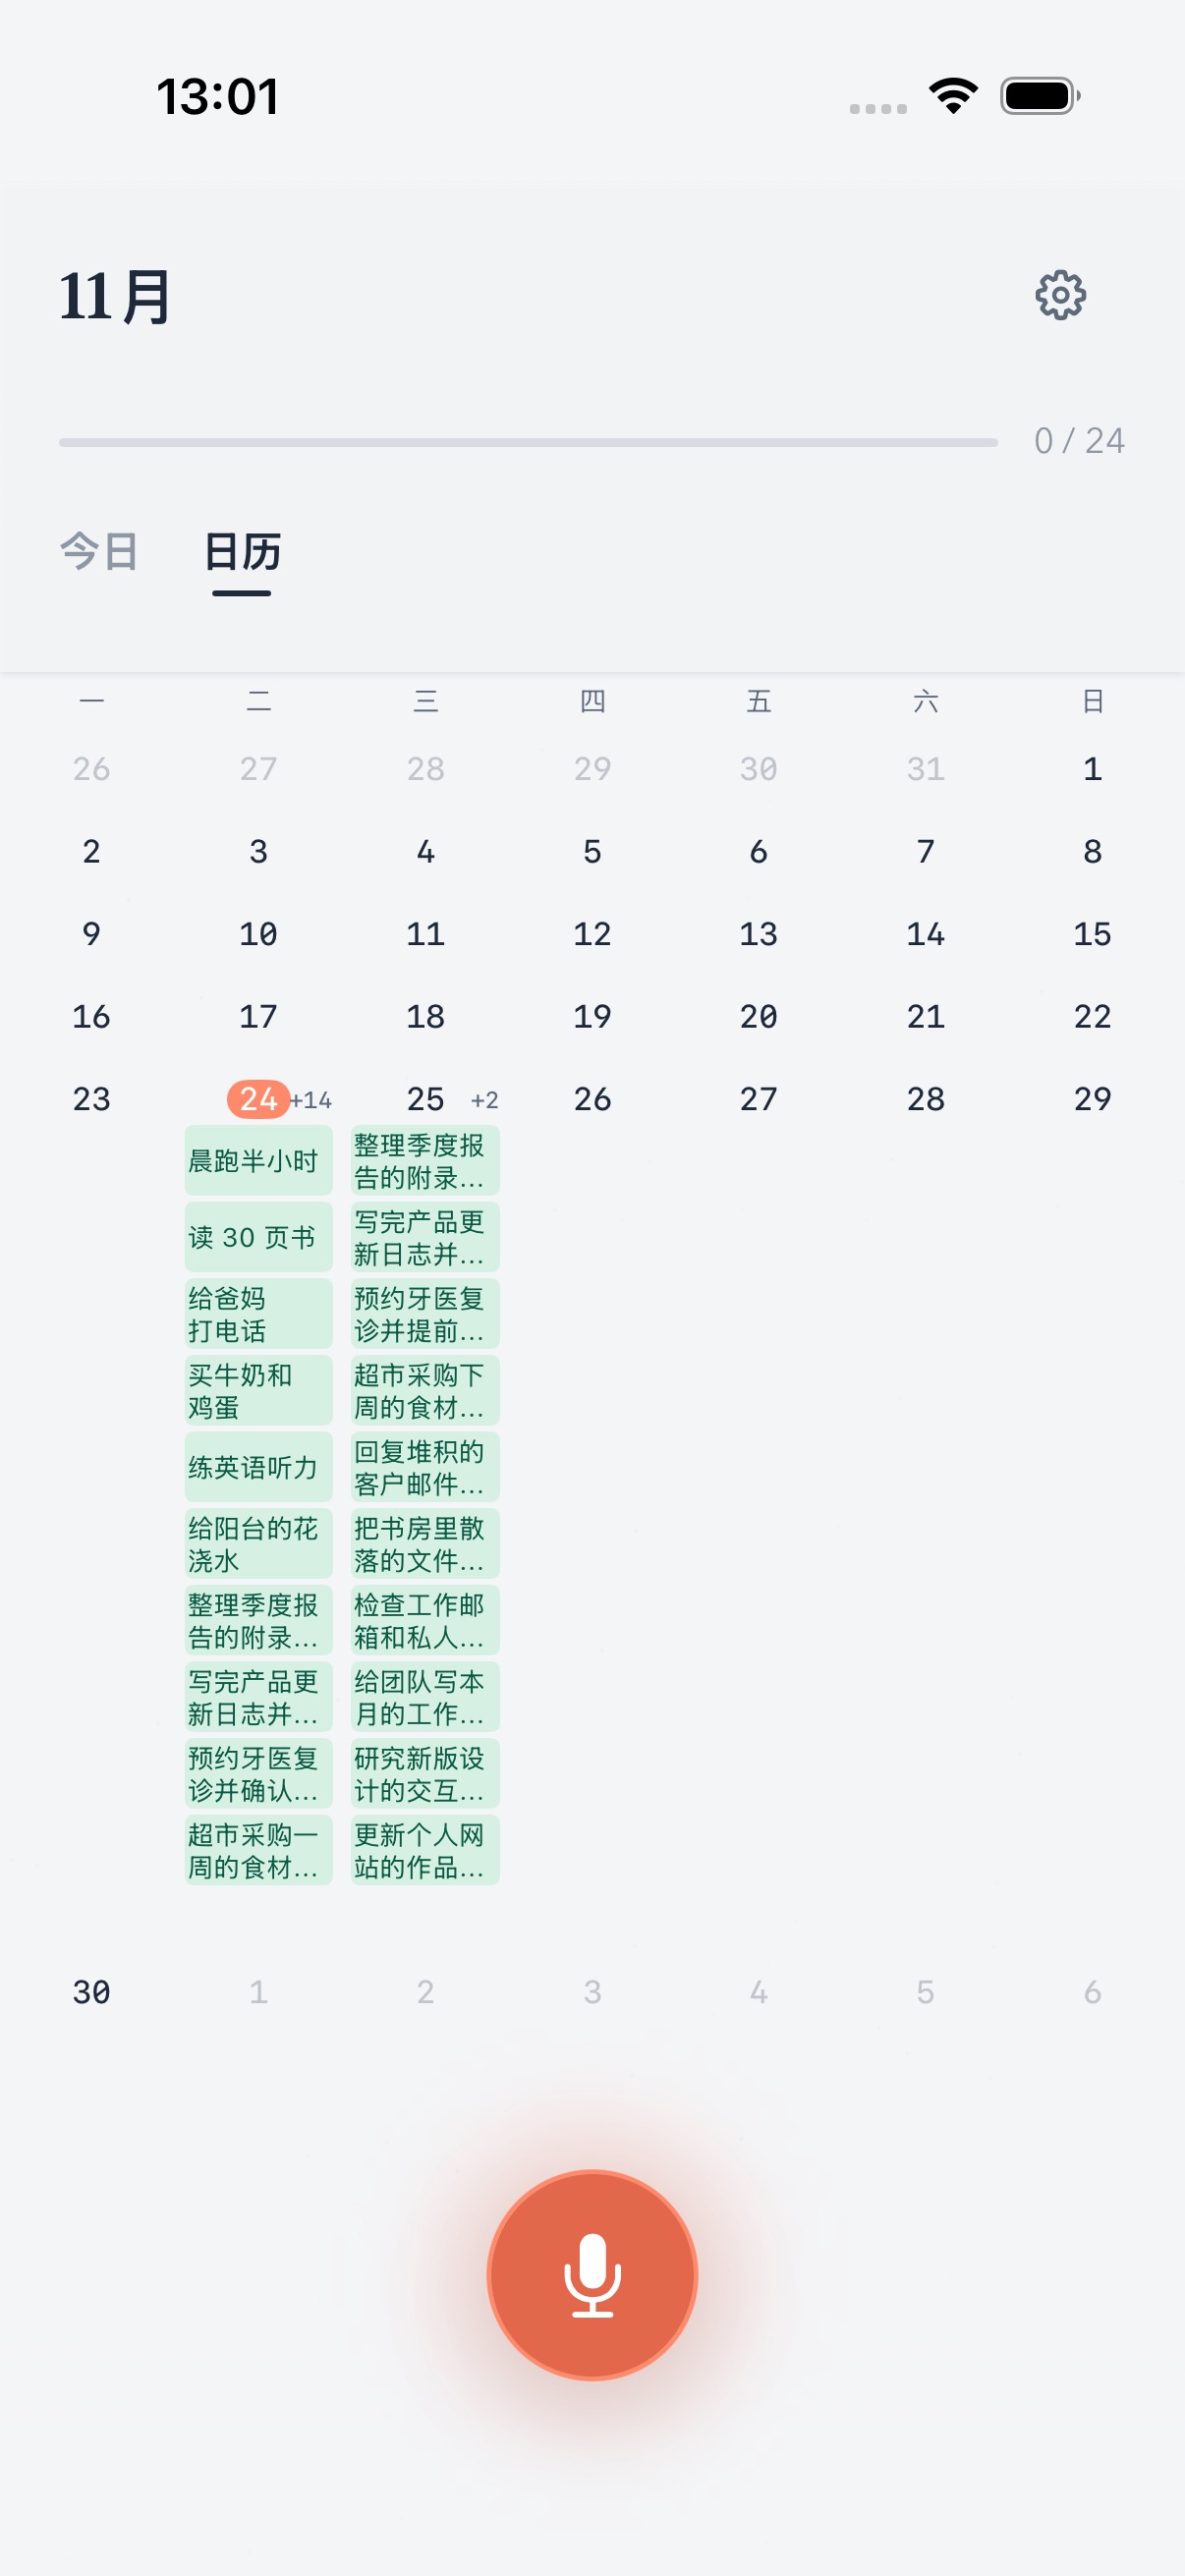 13:01
11月
0 / 24
今日 日历
一 二 三 四 五 六 日
26 27 28 29 30 31 1
2 3 4 5 6 7 8
9 10 11 12 13 14 15
16 17 18 19 20 21 22
23 24 +14 25 +2 26 27 28 29
晨跑半小时
读 30 页书
给爸妈
打电话
买牛奶和
鸡蛋
练英语听力
给阳台的花
浇水
整理季度报
告的附录...
写完产品更
新日志并...
预约牙医复
诊并确认...
超市采购一
周的食材...
整理季度报
告的附录...
写完产品更
新日志并...
预约牙医复
诊并提前...
超市采购下
周的食材...
回复堆积的
客户邮件...
把书房里散
落的文件...
检查工作邮
箱和私人...
给团队写本
月的工作...
研究新版设
计的交互...
更新个人网
站的作品...
30 1 2 3 4 5 6